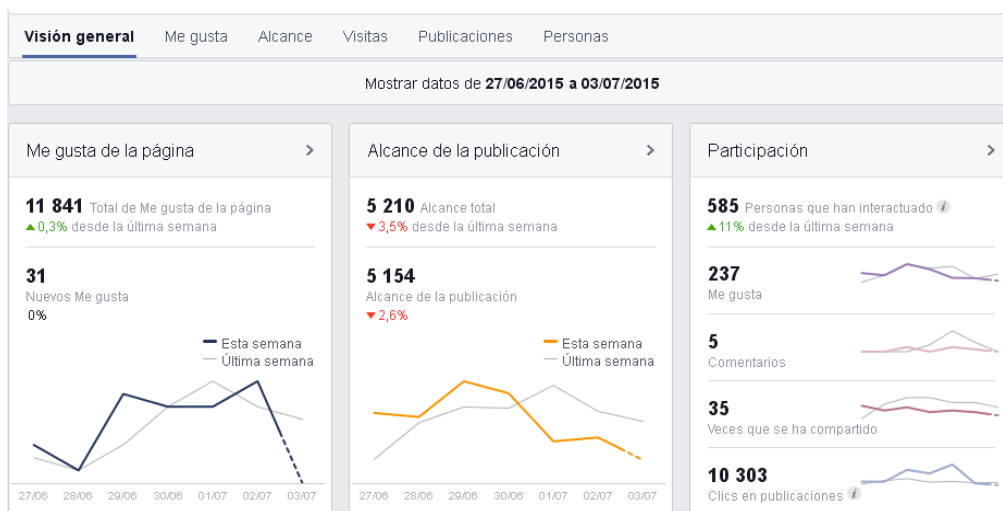 Visión general Me gusta Alcance Visitas Publicaciones Personas
Mostrar datos de 27/06/2015 a 03/07/2015
Me gusta de la página
11 841 Total de Me gusta de la página
0,3% desde la última semana
31
Nuevos Me gusta
0%
Esta semana
Última semana
27/06 28/06 29/06 30/06 01/07 02/07 03/07
Alcance de la publicación
5 210 Alcance total
3,5% desde la última semana
5 154
Alcance de la publicación
2,6%
Esta semana
Última semana
27/06 28/06 29/06 30/06 01/07 02/07 03/07
Participación
585 Personas que han interactuado i
11% desde la última semana
237
Me gusta
5
Comentarios
35
Veces que se ha compartido
10 303
Clics en publicaciones i